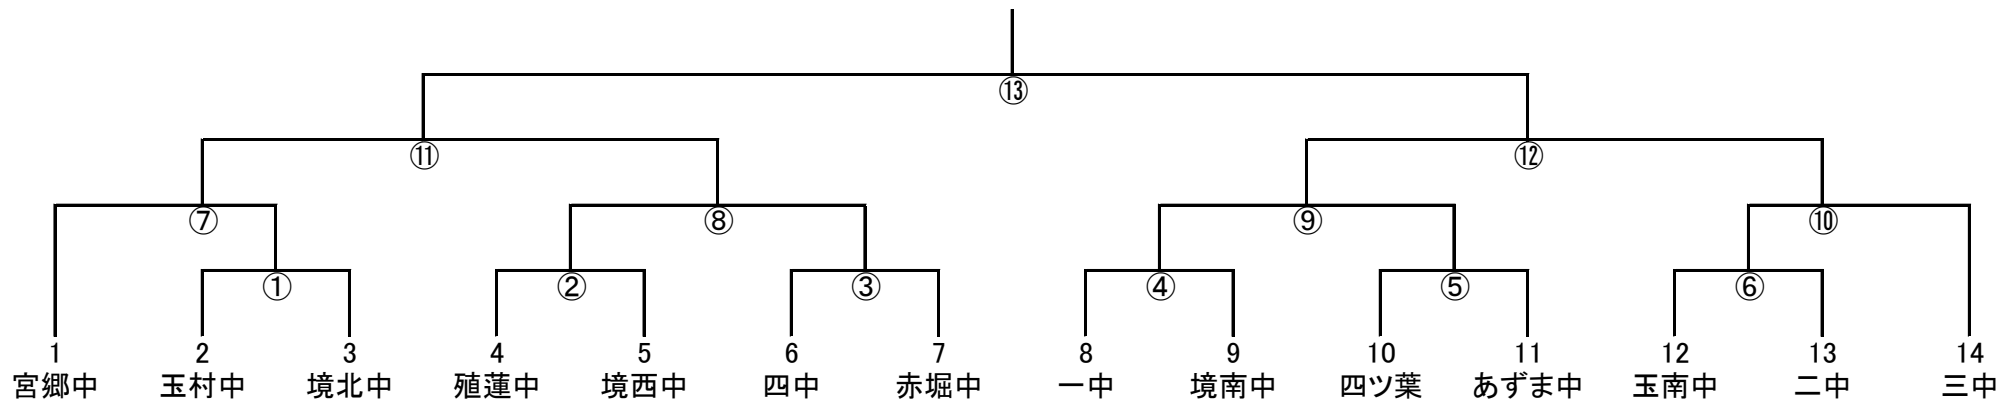 ⑬
⑪ ⑫
⑦ ⑧ ⑨ ⑩
① ② ③ ④ ⑤ ⑥
1 2 3 4 5 6 7 8 9 10 11 12 13 14
宮郷中 玉村中 境北中 殖蓮中 境西中 四中 赤堀中 一中 境南中 四ツ葉 あずま中 玉南中 二中 三中